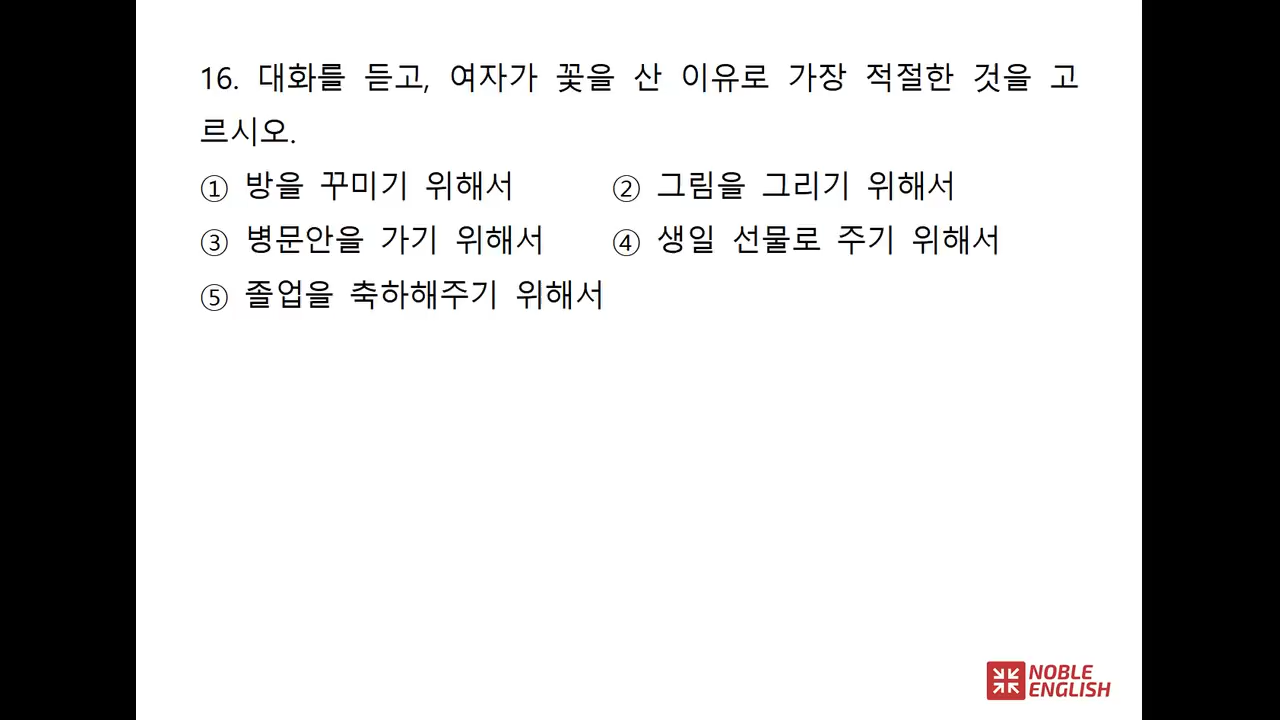 16. 대화를 듣고, 여자가 꽃을 산 이유로 가장 적절한 것을 고
르시오.
① 방을 꾸미기 위해서 ② 그림을 그리기 위해서
③ 병문안을 가기 위해서 ④ 생일 선물로 주기 위해서
⑤ 졸업을 축하해주기 위해서
NOBLE
ENGLISH